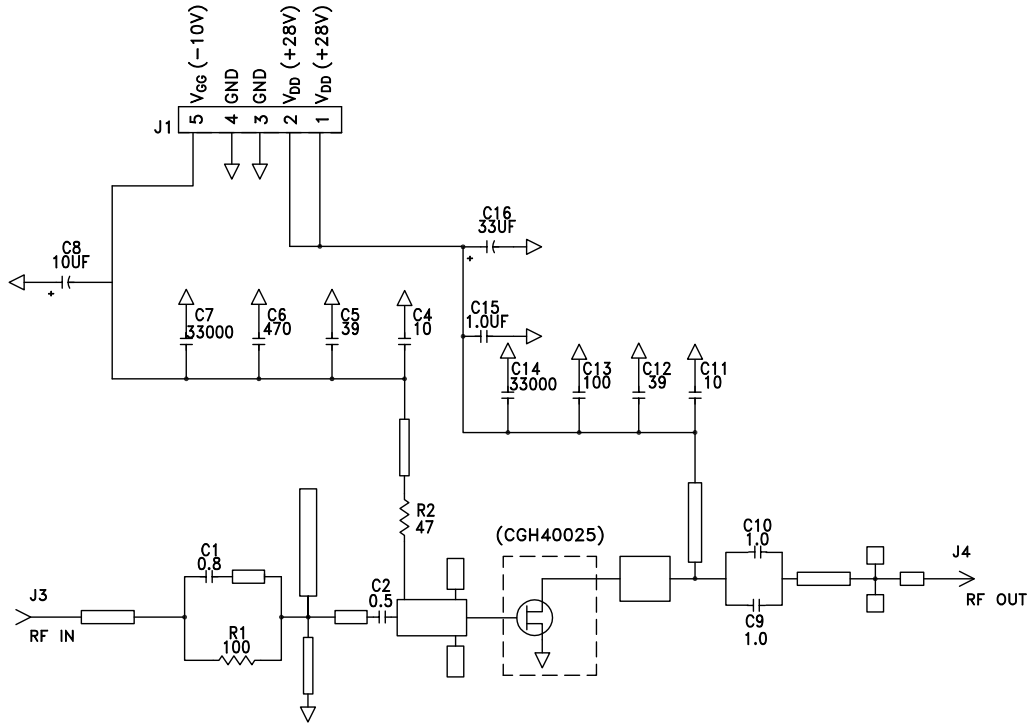 VGG (-10V)
GND
GND
VDD (+28V)
VDD (+28V)
J1
5
4
3
2
1
C16
33UF
+
C8
10UF
+
C7
33000
C6
470
C5
39
C4
10
C15
1.0UF
C14
33000
C13
100
C12
39
C11
10
R2
47
(CGH40025)
C10
1.0
C1
0.8
J4
J3
C2
0.5
RF OUT
RF IN
R1
100
C9
1.0